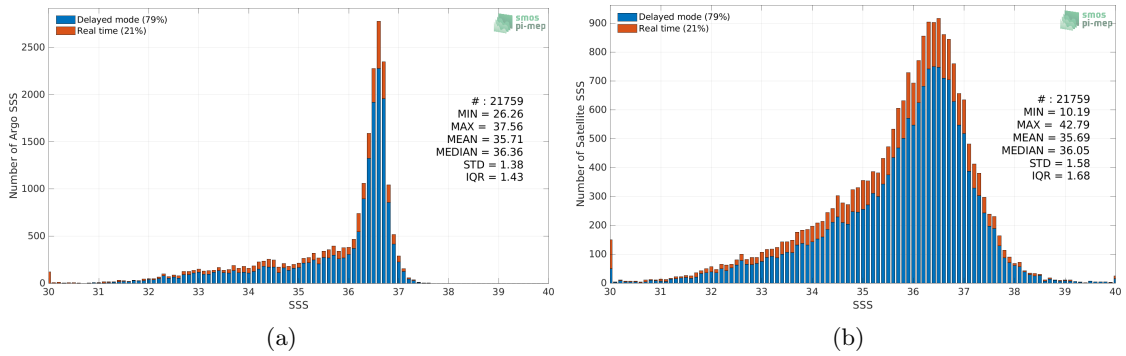 Delayed mode (79%)
Real time (21%)
smos
pi-mep
2500
2000
1500
1000
500
0
Number of Argo SSS
# : 21759
MIN = 26.26
MAX = 37.56
MEAN = 35.71
MEDIAN = 36.36
STD = 1.38
IQR = 1.43
30 31 32 33 34 35 36 37 38 39 40
SSS
(a)
Delayed mode (79%)
Real time (21%)
smos
pi-mep
900
800
700
600
500
400
300
200
100
0
Number of Satellite SSS
# : 21759
MIN = 10.19
MAX = 42.79
MEAN = 35.69
MEDIAN = 36.05
STD = 1.58
IQR = 1.68
30 31 32 33 34 35 36 37 38 39 40
SSS
(b)